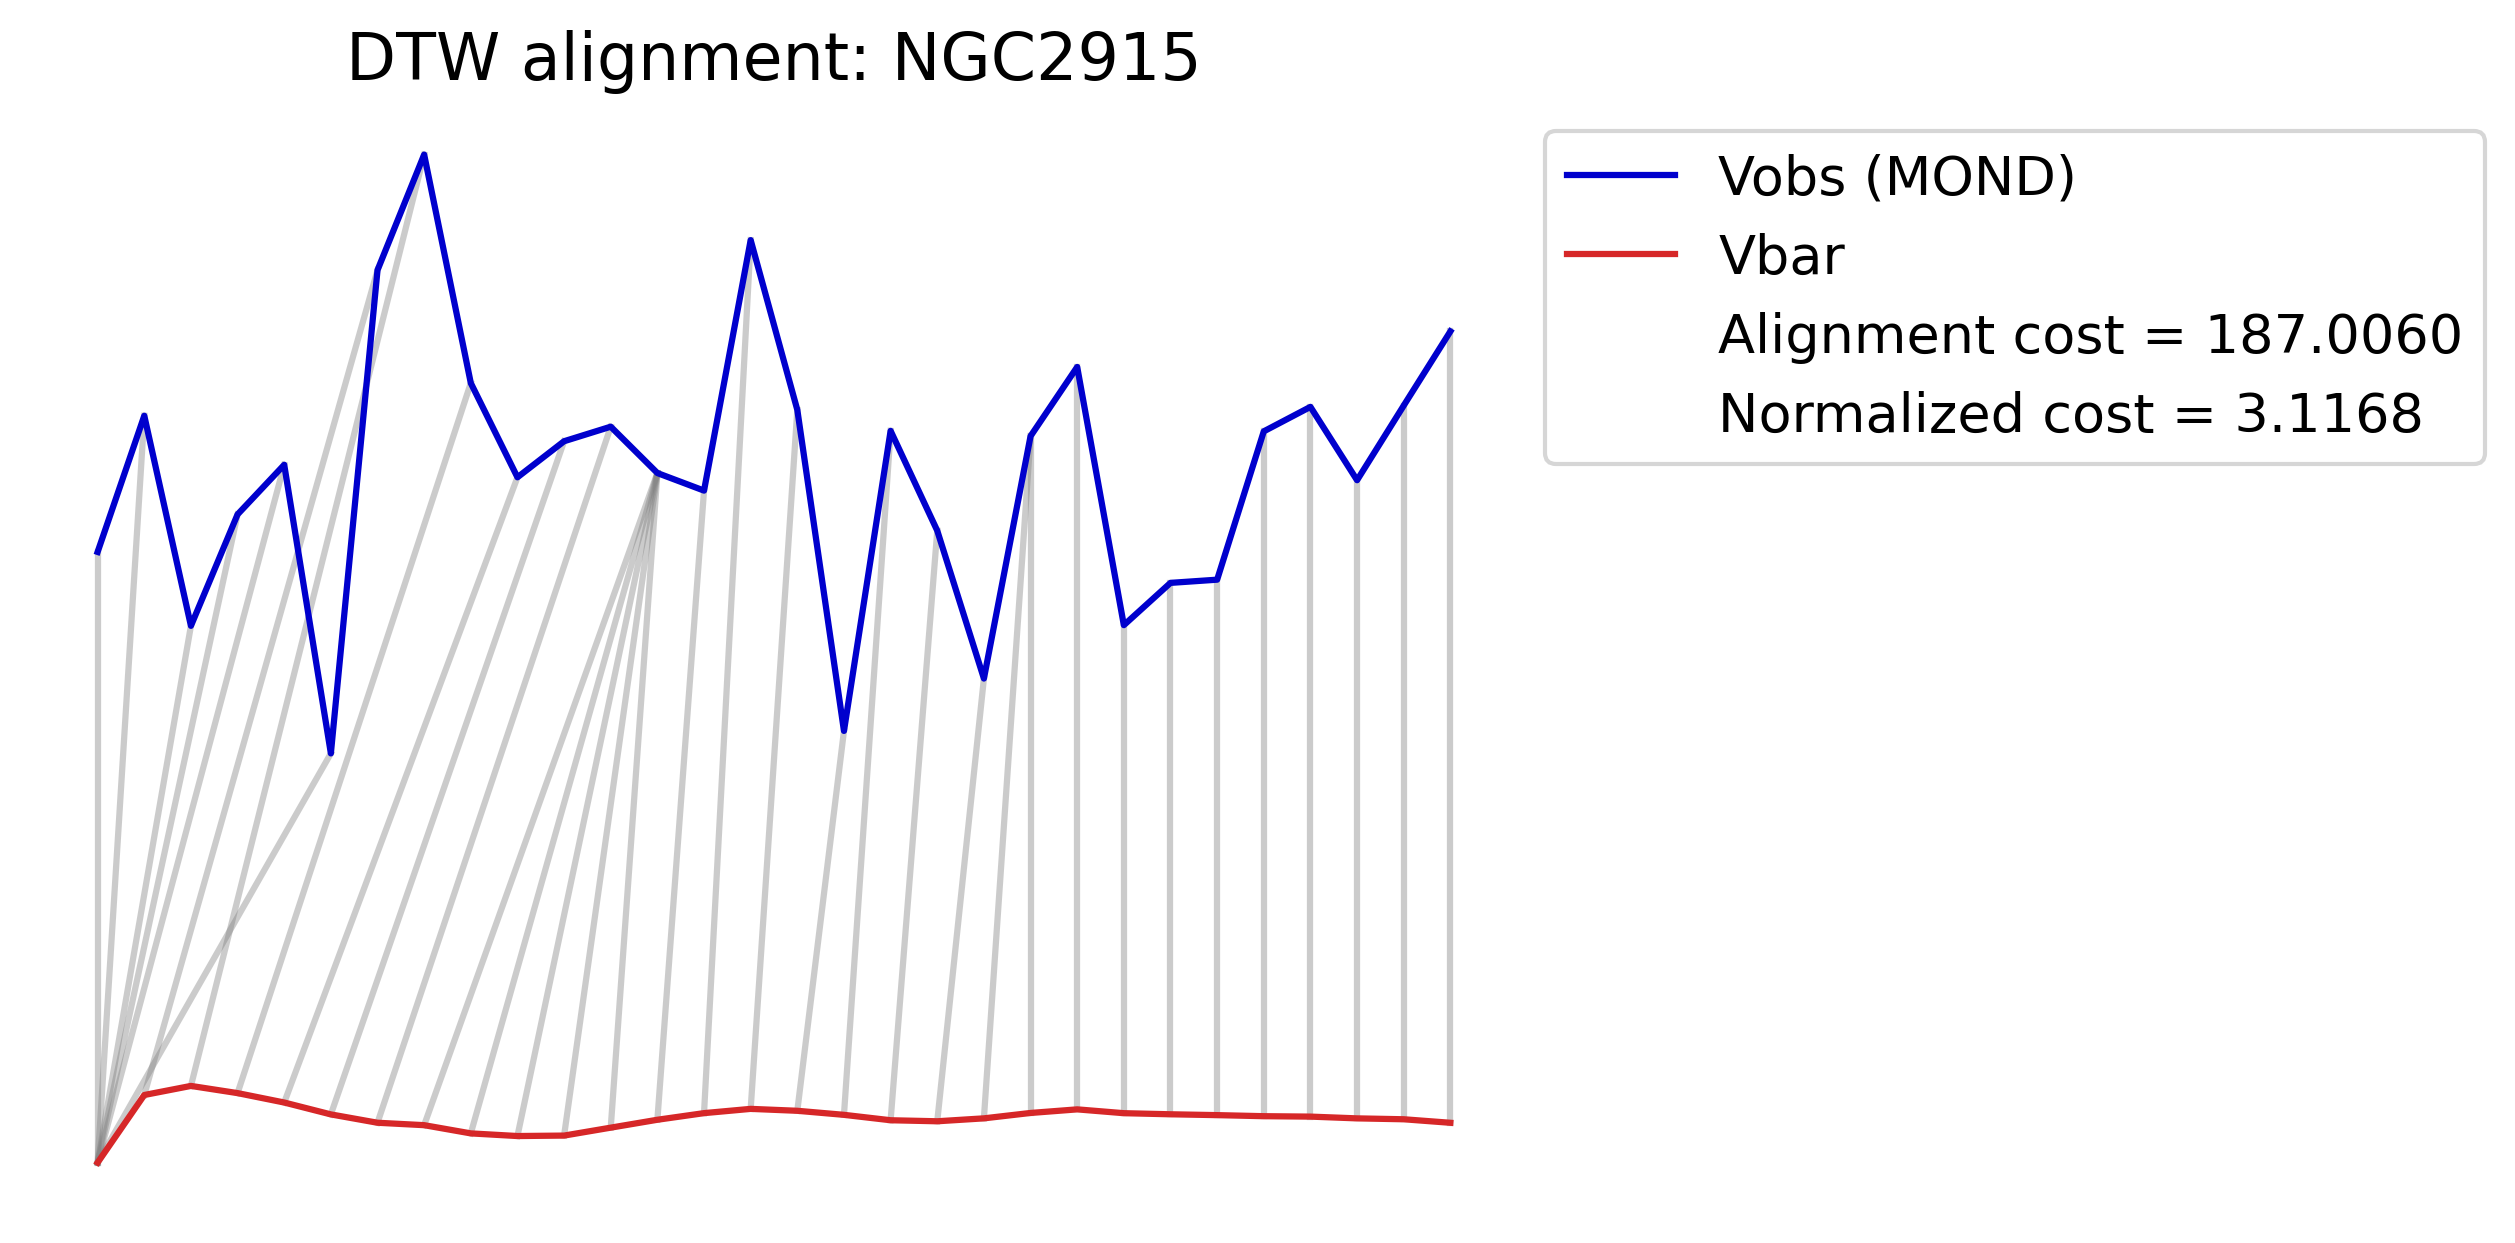 DTW alignment: NGC2915
Vobs (MOND)
Vbar
Alignment cost = 187.0060
Normalized cost = 3.1168